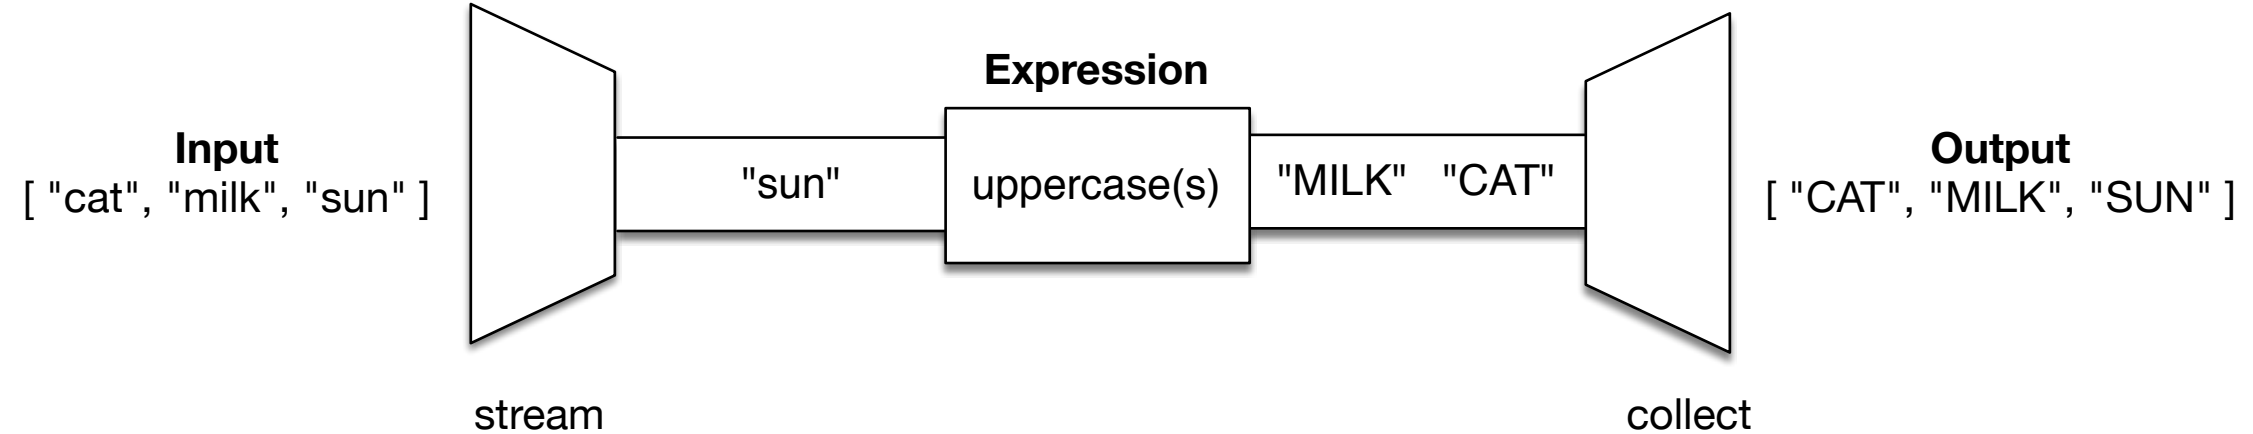 Expression
Input
[ "cat", "milk", "sun" ]
"sun"
uppercase(s)
"MILK" "CAT"
Output
[ "CAT", "MILK", "SUN" ]
stream
collect